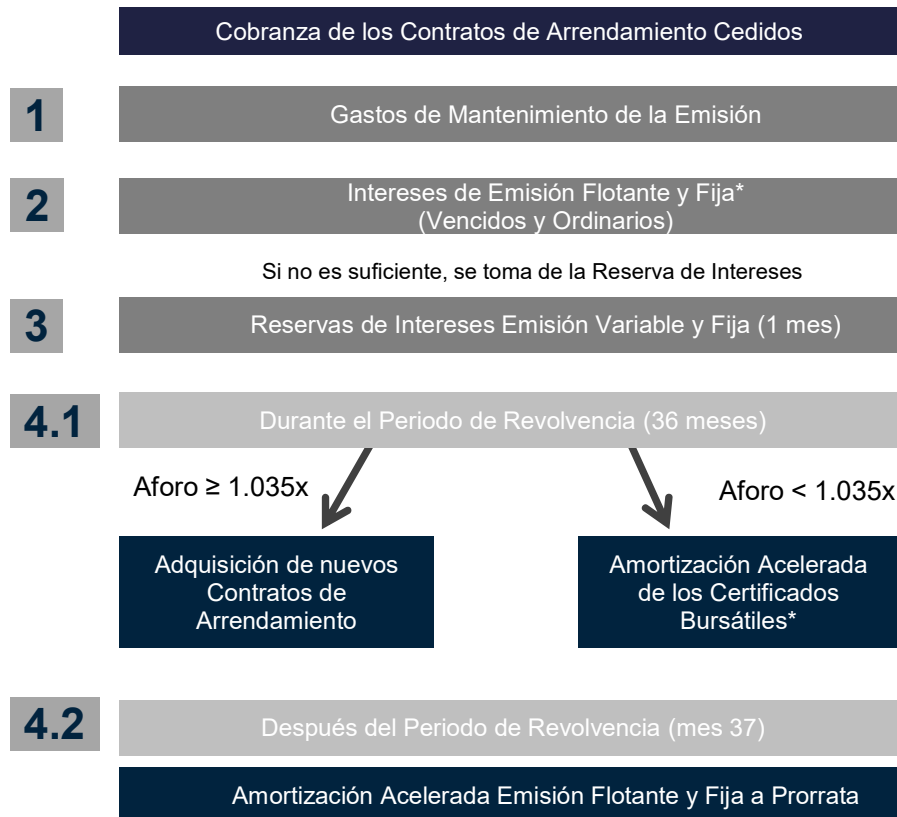 Cobranza de los Contratos de Arrendamiento Cedidos
1
Gastos de Mantenimiento de la Emisión
2
Intereses de Emisión Flotante y Fija*
(Vencidos y Ordinarios)
Si no es suficiente, se toma de la Reserva de Intereses
3
Reservas de Intereses Emisión Variable y Fija (1 mes)
4.1
Durante el Periodo de Revolvencia (36 meses)
Aforo ≥ 1.035x
Aforo < 1.035x
Adquisición de nuevos
Contratos de
Arrendamiento
Amortización Acelerada
de los Certificados
Bursátiles*
4.2
Después del Periodo de Revolvencia (mes 37)
Amortización Acelerada Emisión Flotante y Fija a Prorrata